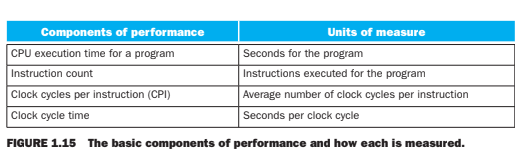 Components of performance Units of measure
CPU execution time for a program Seconds for the program
Instruction count Instructions executed for the program
Clock cycles per instruction (CPI) Average number of clock cycles per instruction
Clock cycle time Seconds per clock cycle
FIGURE 1.15 The basic components of performance and how each is measured.